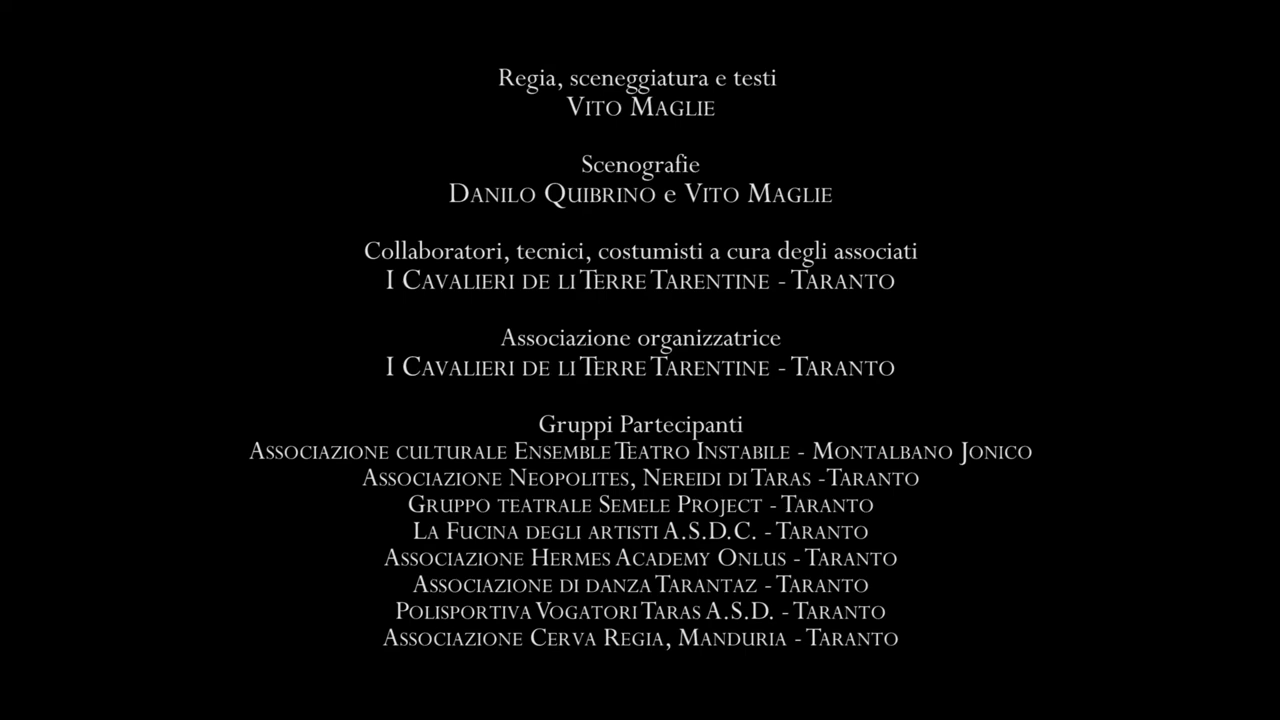 Regia, sceneggiatura e testi
VITO MAGLIE
Scenografie
DANILO QUIBRINO e VITO MAGLIE
Collaboratori, tecnici, costumisti a cura degli associati
I CAVALIERI DE LI TERRE TARENTINE - TARANTO
Associazione organizzatrice
I CAVALIERI DE LI TERRE TARENTINE - TARANTO
Gruppi Partecipanti
ASSOCIAZIONE CULTURALE ENSEMBLE TEATRO INSTABILE - MONTALBANO JONICO
ASSOCIAZIONE NEOPOLITES, NEREIDI DI TARAS -TARANTO
GRUPPO TEATRALE SEMELE PROJECT - TARANTO
LA FUCINA DEGLI ARTISTI A.S.D.C. - TARANTO
ASSOCIAZIONE HERMES ACADEMY ONLUS - TARANTO
ASSOCIAZIONE DI DANZA TARANTAZ - TARANTO
POLISPORTIVA VOGATORI TARAS A.S.D. - TARANTO
ASSOCIAZIONE CERVA REGIA, MANDURIA - TARANTO